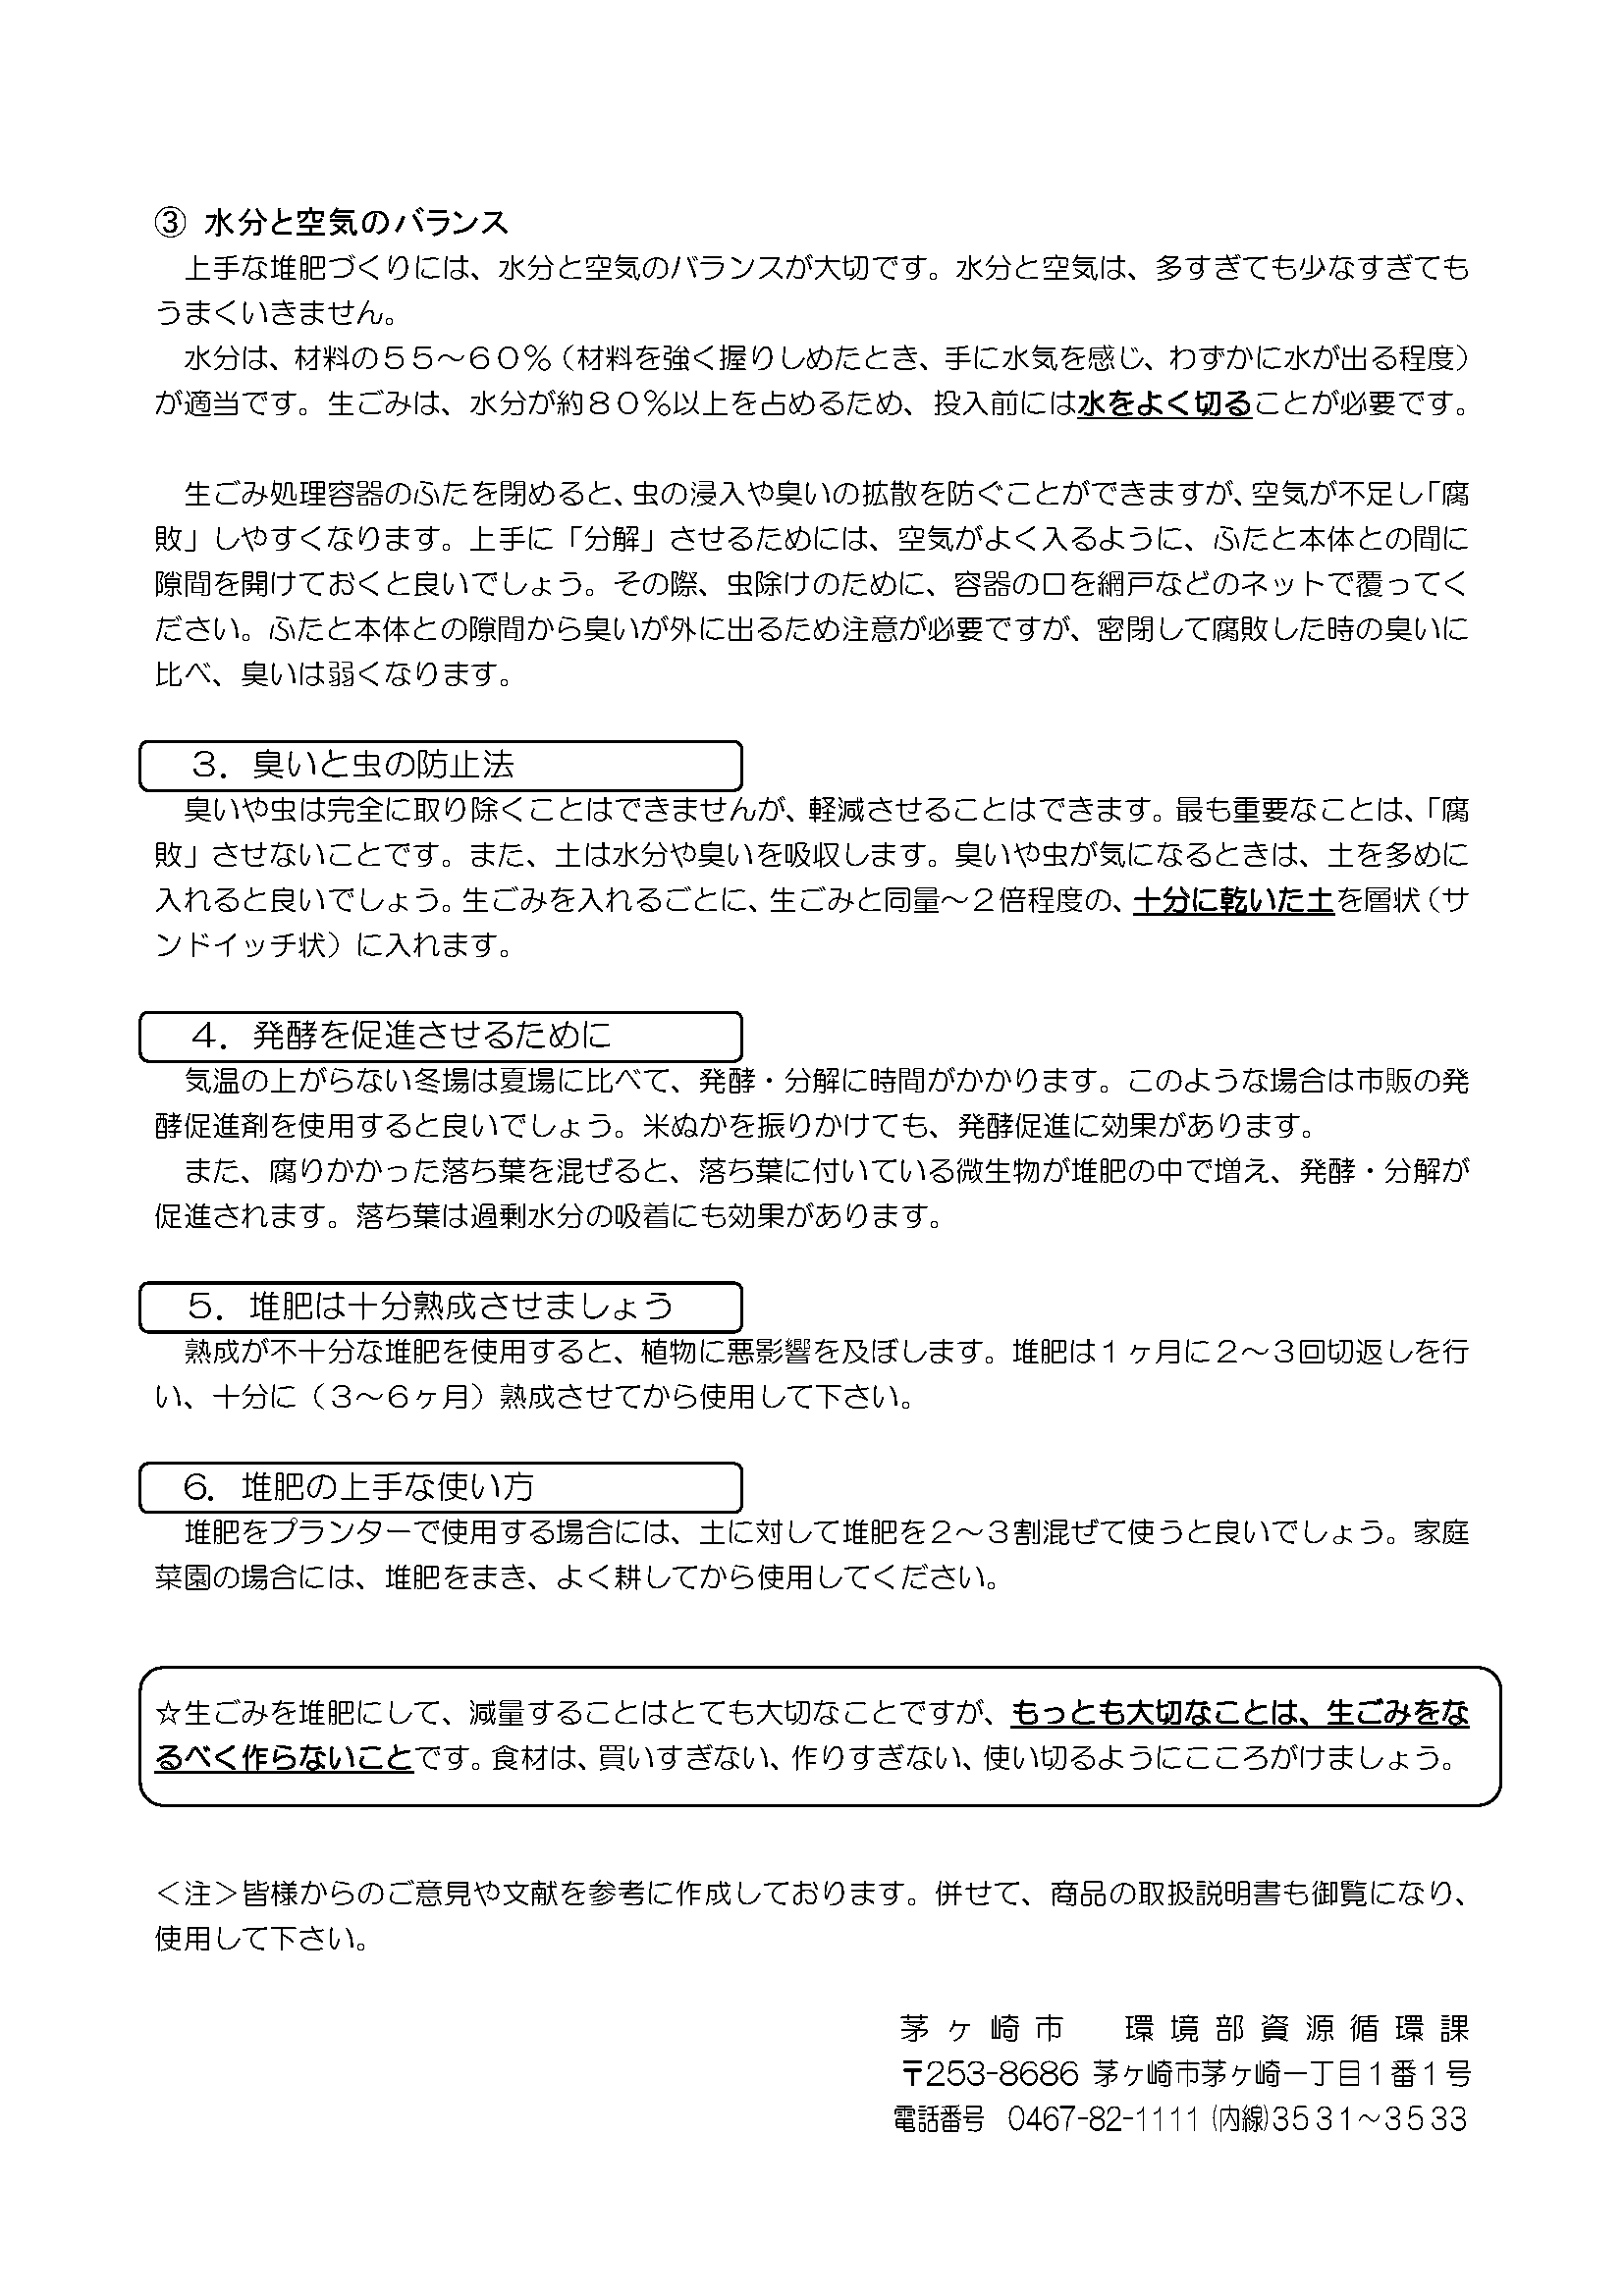 ③ 水分と空気のバランス
　上手な堆肥づくりには、水分と空気のバランスが大切です。水分と空気は、多すぎても少なすぎても
うまくいきません。
　水分は、材料の５５～６０％（材料を強く握りしめたとき、手に水気を感じ、わずかに水が出る程度）
が適当です。生ごみは、水分が約８０％以上を占めるため、投入前には水をよく切ることが必要です。
　生ごみ処理容器のふたを閉めると、虫の浸入や臭いの拡散を防ぐことができますが、空気が不足し「腐
敗」しやすくなります。上手に「分解」させるためには、空気がよく入るように、ふたと本体との間に
隙間を開けておくと良いでしょう。その際、虫除けのために、容器の口を網戸などのネットで覆ってく
ださい。ふたと本体との隙間から臭いが外に出るため注意が必要ですが、密閉して腐敗した時の臭いに
比べ、臭いは弱くなります。
３．臭いと虫の防止法
　臭いや虫は完全に取り除くことはできませんが、軽減させることはできます。最も重要なことは、「腐
敗」させないことです。また、土は水分や臭いを吸収します。臭いや虫が気になるときは、土を多めに
入れると良いでしょう。生ごみを入れるごとに、生ごみと同量～２倍程度の、十分に乾いた土を層状（サ
ンドイッチ状）に入れます。
４．発酵を促進させるために
　気温の上がらない冬場は夏場に比べて、発酵・分解に時間がかかります。このような場合は市販の発
酵促進剤を使用すると良いでしょう。米ぬかを振りかけても、発酵促進に効果があります。
　また、腐りかかった落ち葉を混ぜると、落ち葉に付いている微生物が堆肥の中で増え、発酵・分解が
促進されます。落ち葉は過剰水分の吸着にも効果があります。
５．堆肥は十分熟成させましょう
　熟成が不十分な堆肥を使用すると、植物に悪影響を及ぼします。堆肥は１ヶ月に２～３回切返しを行
い、十分に（３～６ヶ月）熟成させてから使用して下さい。
６．堆肥の上手な使い方
　堆肥をプランターで使用する場合には、土に対して堆肥を２～３割混ぜて使うと良いでしょう。家庭
菜園の場合には、堆肥をまき、よく耕してから使用してください。
☆生ごみを堆肥にして、減量することはとても大切なことですが、もっとも大切なことは、生ごみをな
るべく作らないことです。食材は、買いすぎない、作りすぎない、使い切るようにこころがけましょう。
＜注＞皆様からのご意見や文献を参考に作成しております。併せて、商品の取扱説明書も御覧になり、
使用して下さい。
茅ヶ崎市　環境部資源循環課
〒253-8686 茅ヶ崎市茅ヶ崎一丁目１番１号
電話番号　0467-82-1111 (内線)３５３１～３５３３